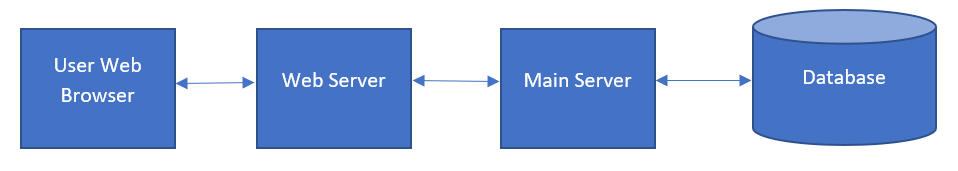 User Web
Browser
Web Server
Main Server
Database